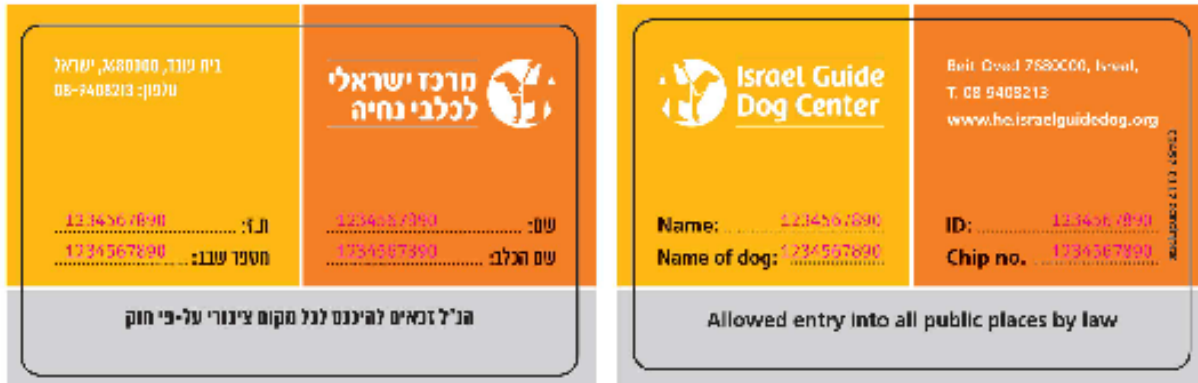 בית עובד, 7680000, ישראל
טלפון: 08-9408213
מרכז ישראלי
לכלבי נחיה
שם: 1234567890
ת.ז: 1234567890
שם הכלב: 1234567890
מספר שבב: 1234567890
הנ"ל זכאים להיכנס לכל מקום ציבורי על-פי חוק
Israel Guide
Dog Center
Beit Oved 7680000, Israel,
T. 08 9408213
www.he.israelguidedog.org
Name: 1234567890
ID: 1234567890
Name of dog: 1234567890
Chip no. 1234567890
Allowed entry into all public places by law